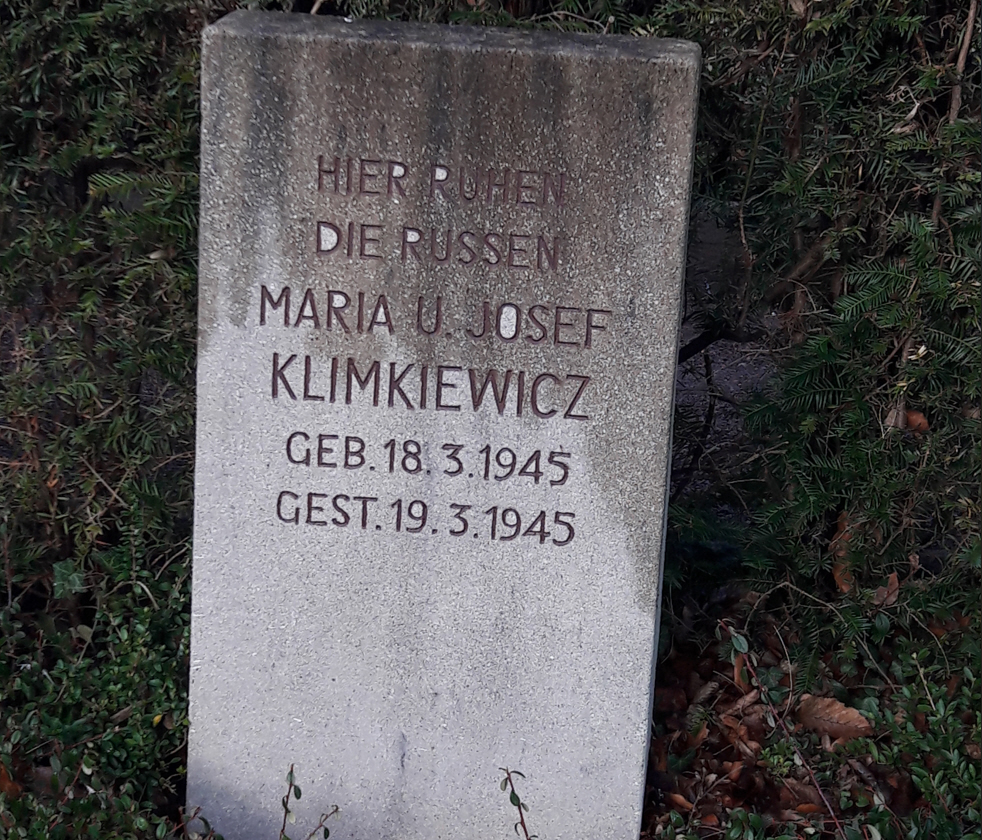 HIER RUHEN
DIE RUSSEN
MARIA U. JOSEF
KLIMKIEWICZ
GEB. 18. 3. 1945
GEST. 19. 3. 1945